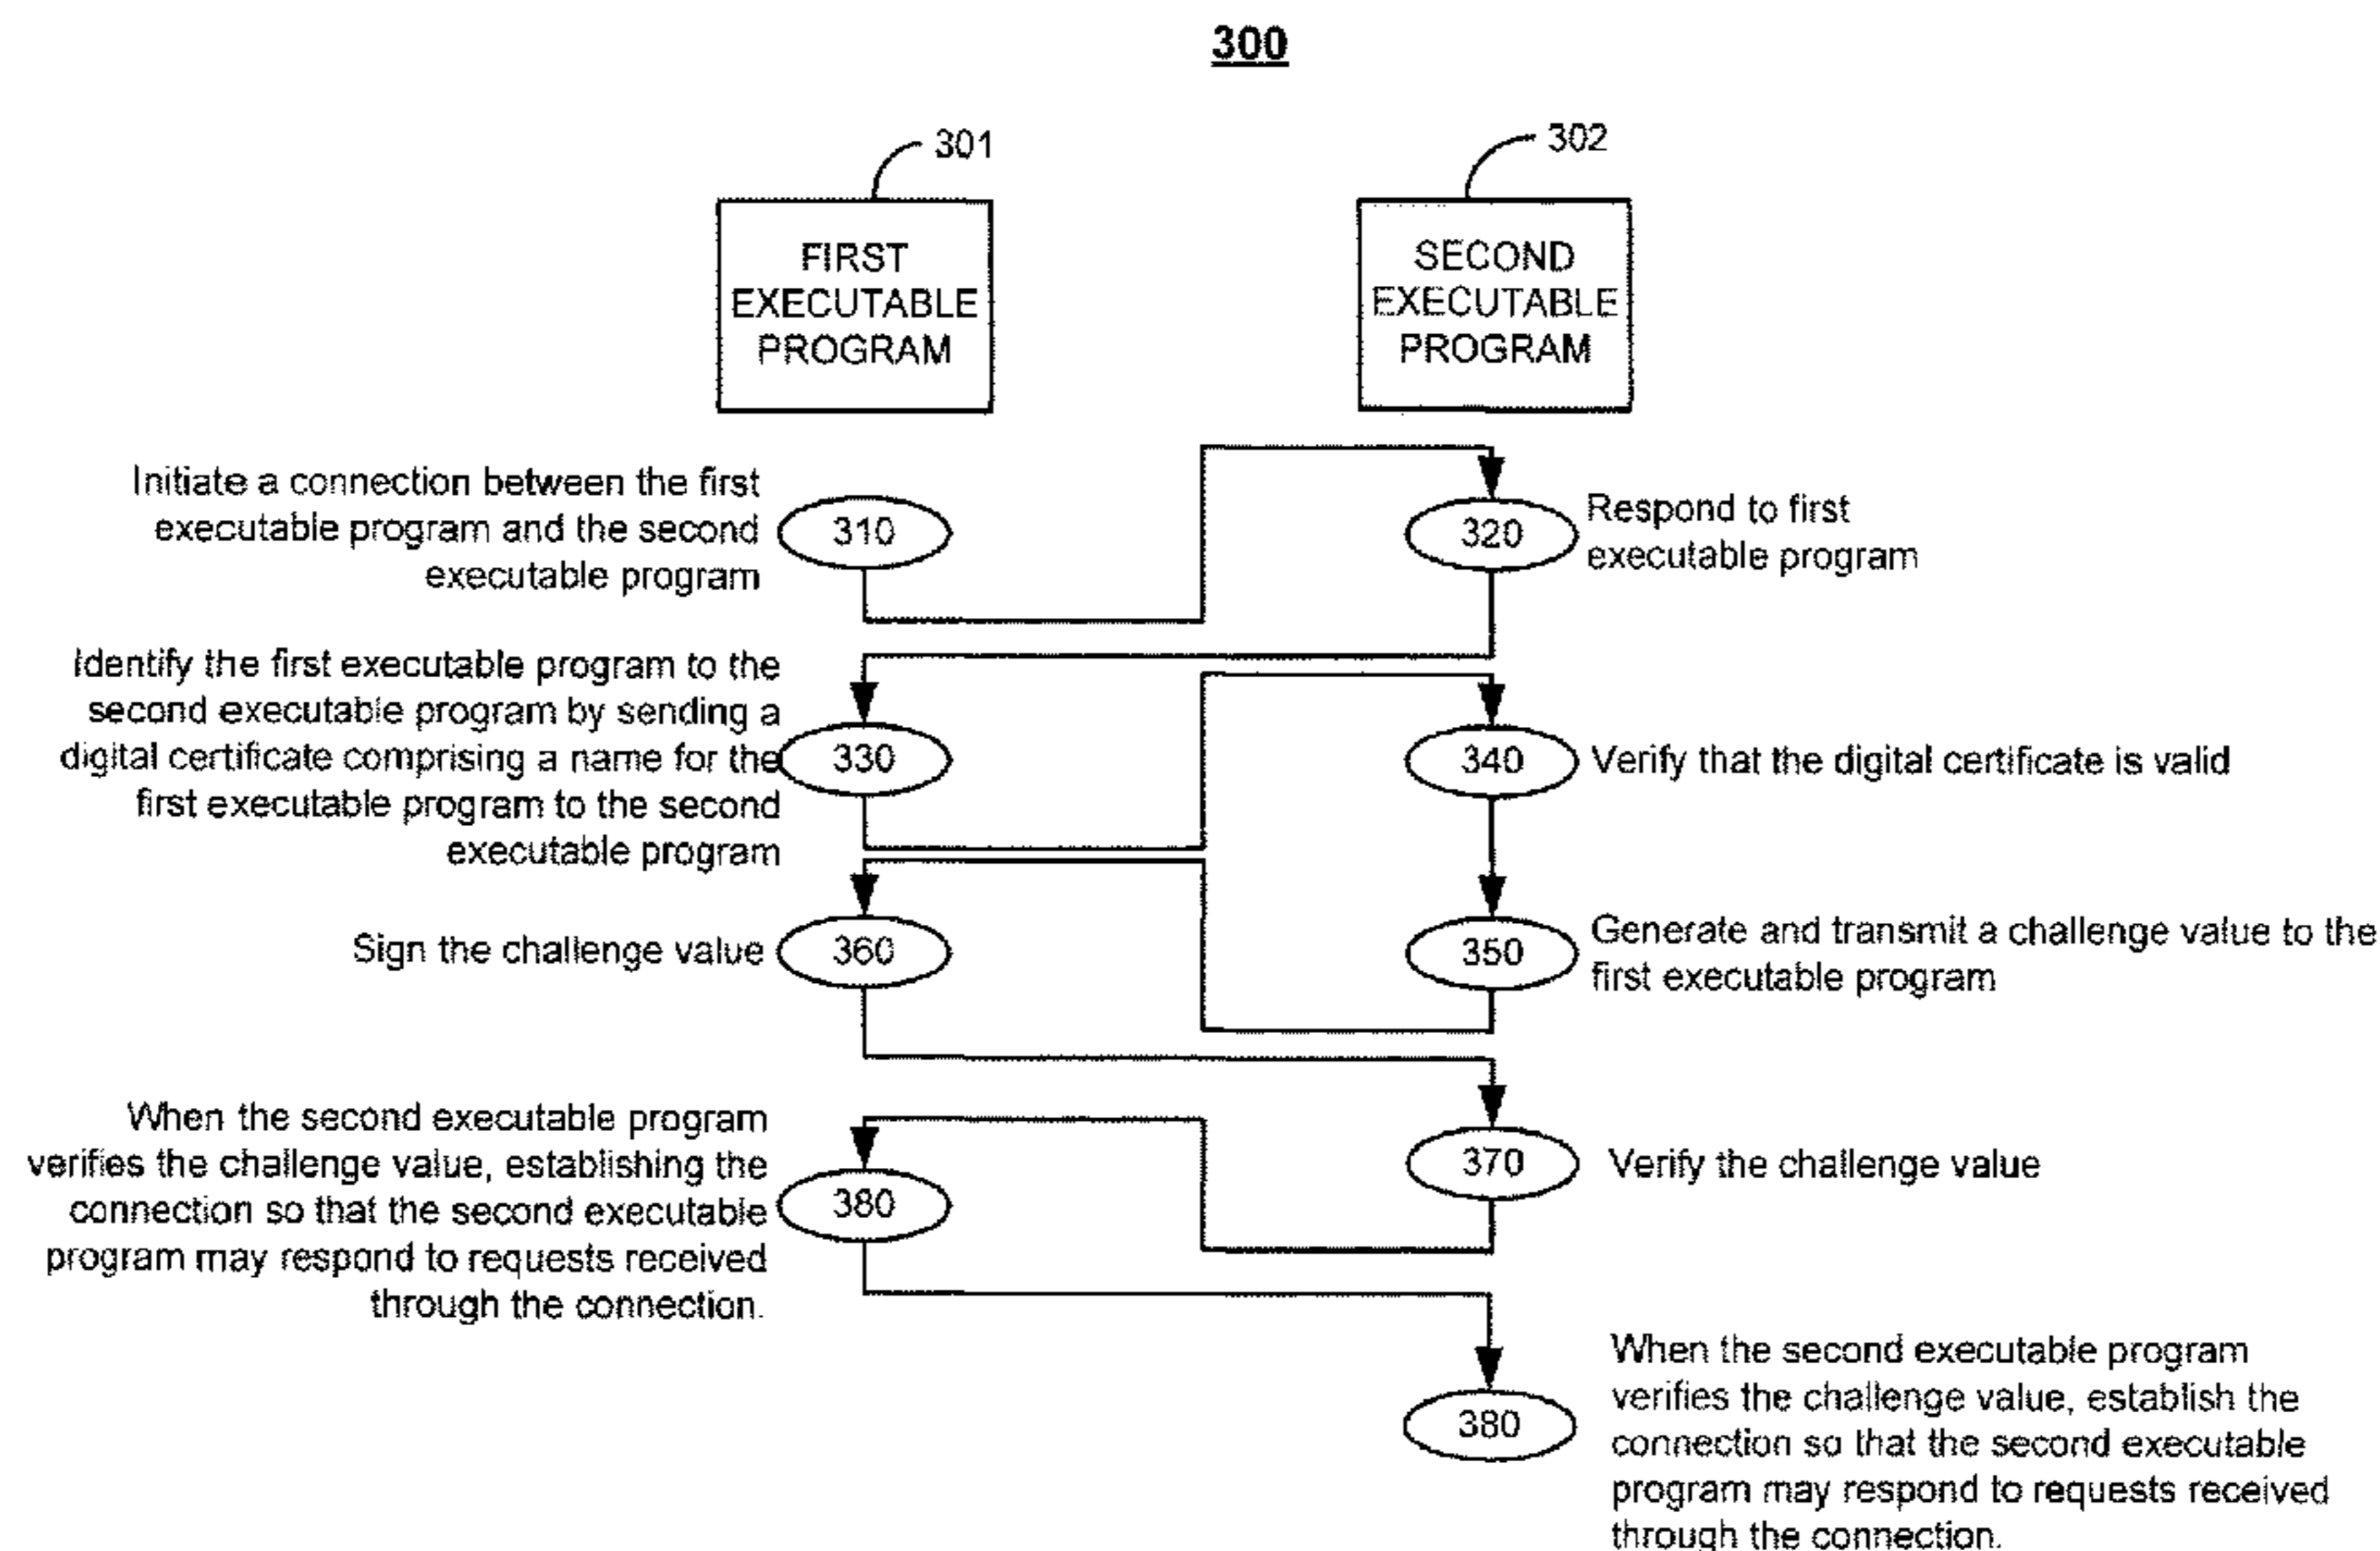 300
301
302
FIRST
EXECUTABLE
PROGRAM
SECOND
EXECUTABLE
PROGRAM
Initiate a connection between the first
executable program and the second
executable program
310
320
Respond to first
executable program
Identify the first executable program to the
second executable program by sending a
digital certificate comprising a name for the
first executable program to the second
executable program
330
340
Verify that the digital certificate is valid
Sign the challenge value
360
350
Generate and transmit a challenge value to the
first executable program
When the second executable program
verifies the challenge value, establishing the
connection so that the second executable
program may respond to requests received
through the connection.
380
370
Verify the challenge value
380
When the second executable program
verifies the challenge value, establish the
connection so that the second executable
program may respond to requests received
through the connection.